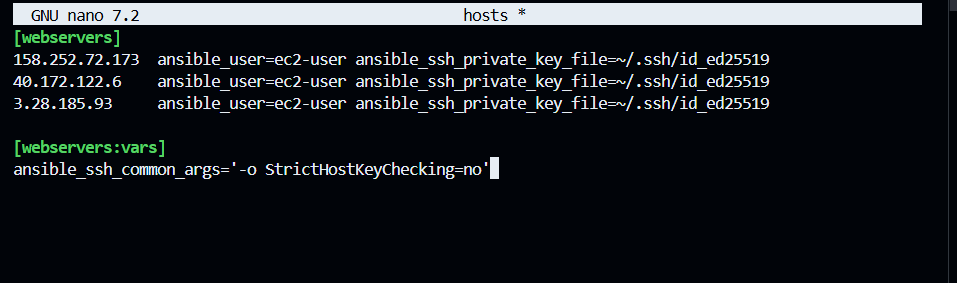 GNU nano 7.2 hosts *
[webservers]
158.252.72.173 ansible_user=ec2-user ansible_ssh_private_key_file=~/.ssh/id_ed25519
40.172.122.6 ansible_user=ec2-user ansible_ssh_private_key_file=~/.ssh/id_ed25519
3.28.185.93 ansible_user=ec2-user ansible_ssh_private_key_file=~/.ssh/id_ed25519
[webservers:vars]
ansible_ssh_common_args='-o StrictHostKeyChecking=no'